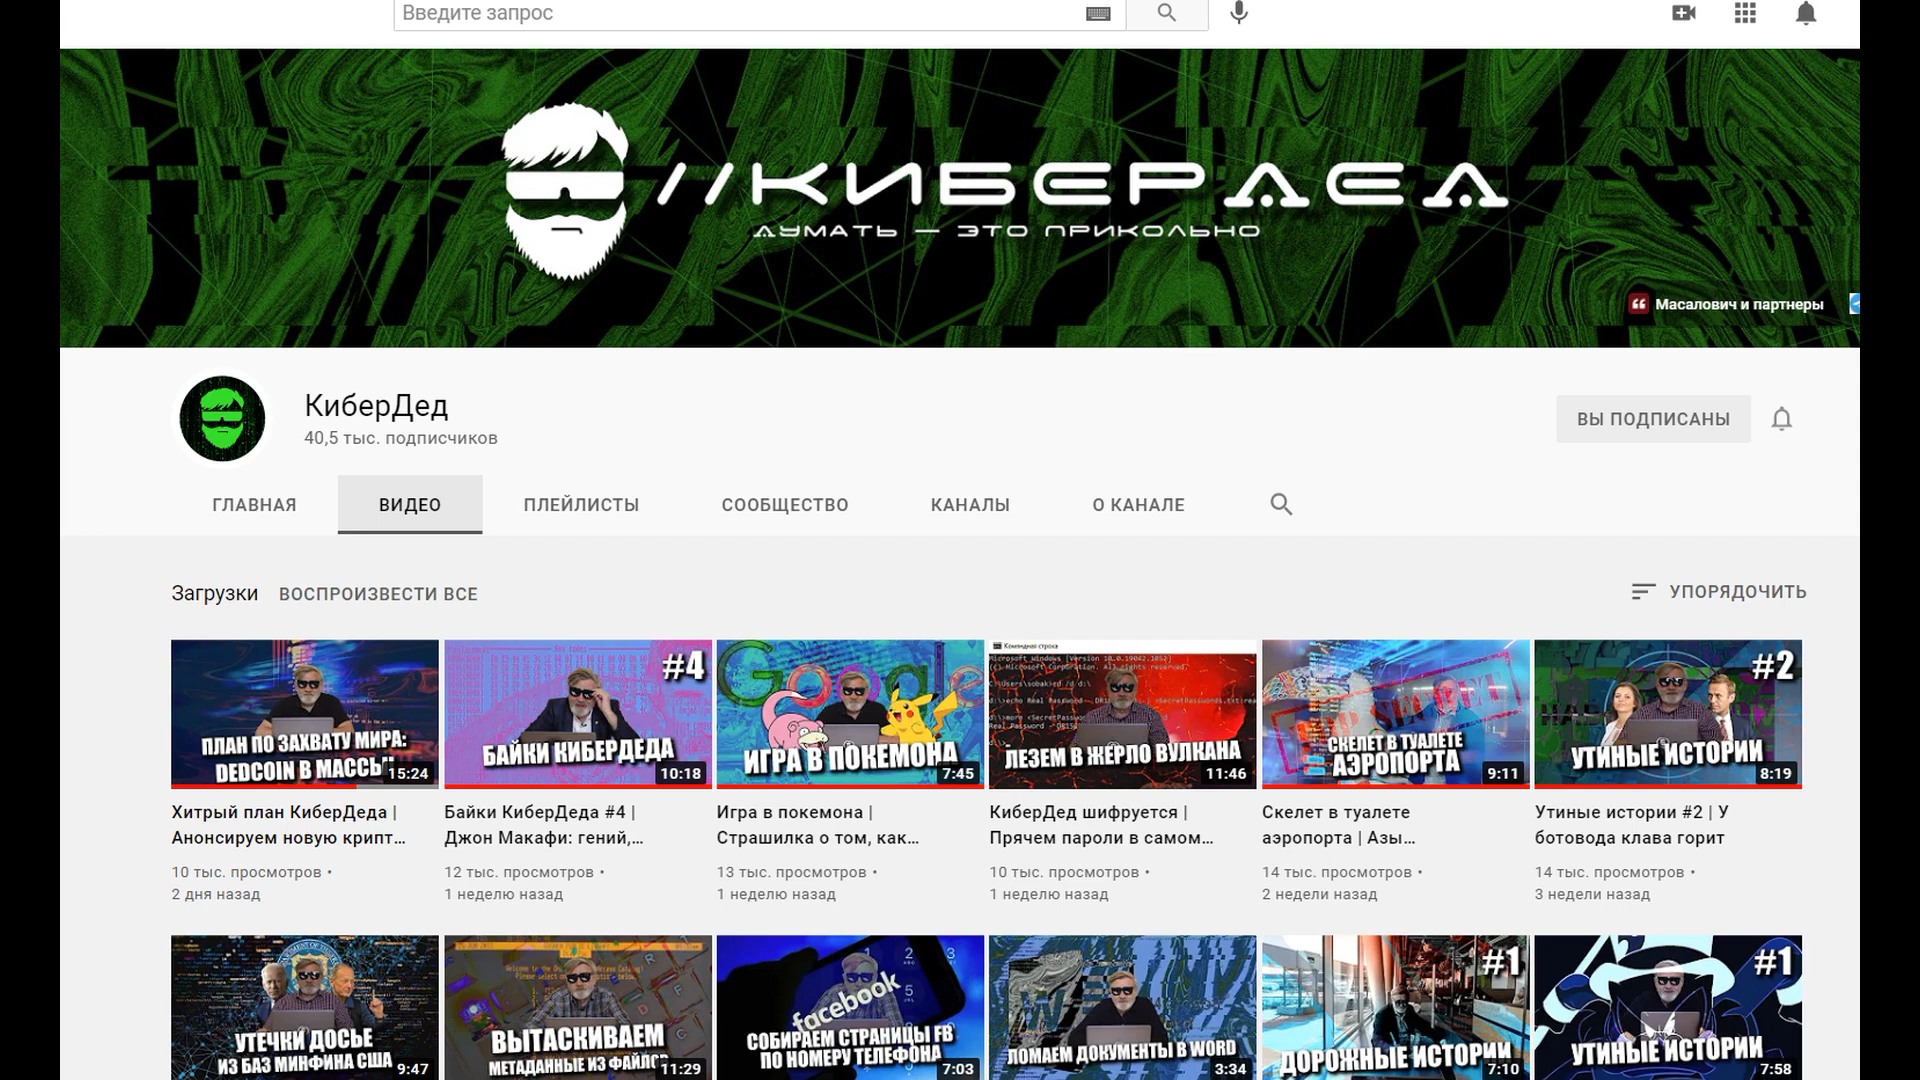 Введите запрос
//КИБЕРДЕД
ДУМАТЬ — ЭТО ПРИКОЛЬНО
Масалович и партнеры
КиберДед
40,5 тыс. подписчиков
ВЫ ПОДПИСАНЫ
ГЛАВНАЯ ВИДЕО ПЛЕЙЛИСТЫ СООБЩЕСТВО КАНАЛЫ О КАНАЛЕ
Загрузки ВОСПРОИЗВЕСТИ ВСЕ
УПОРЯДОЧИТЬ
ПЛАН ПО ЗАХВАТУ МИРА:
DEDCOIN В МАССЫ
15:24
Хитрый план КиберДеда |
Анонсируем новую крипт...
10 тыс. просмотров •
2 дня назад
#4
БАЙКИ КИБЕРДЕДА
10:18
Байки КиберДеда #4 |
Джон Макафи: гений,...
12 тыс. просмотров •
1 неделю назад
Google
ИГРА В ПОКЕМОНА
7:45
Игра в покемона |
Страшилка о том, как...
13 тыс. просмотров •
1 неделю назад
Командная строка
ЛЕЗЕМ В ЖЕРЛО ВУЛКАНА
11:46
КиберДед шифруется |
Прячем пароли в самом...
10 тыс. просмотров •
1 неделю назад
СКЕЛЕТ В ТУАЛЕТЕ
АЭРОПОРТА
9:11
Скелет в туалете
аэропорта | Азы...
14 тыс. просмотров •
2 недели назад
#2
УТИНЫЕ ИСТОРИИ
8:19
Утиные истории #2 | У
ботовода клава горит
14 тыс. просмотров •
3 недели назад
УТЕЧКИ ДОСЬЕ
ИЗ БАЗ МИНФИНА США
9:47
ВЫТАСКИВАЕМ
МЕТАДАННЫЕ ИЗ ФАЙЛОВ
11:29
facebook
СОБИРАЕМ СТРАНИЦЫ FB
ПО НОМЕРУ ТЕЛЕФОНА
7:03
ЛОМАЕМ ДОКУМЕНТЫ В WORD
3:34
#1
ДОРОЖНЫЕ ИСТОРИИ
7:10
#1
УТИНЫЕ ИСТОРИИ
7:58